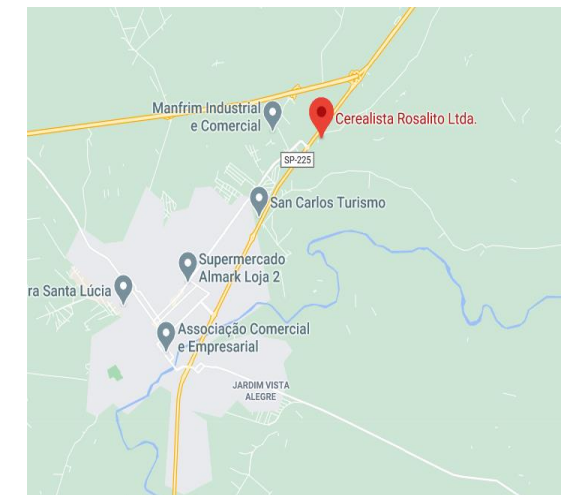 Manfrim Industrial
e Comercial
Cerealista Rosalito Ltda.
SP-225
San Carlos Turismo
Supermercado
Almark Loja 2
ra Santa Lúcia
Associação Comercial
e Empresarial
JARDIM VISTA
ALEGRE